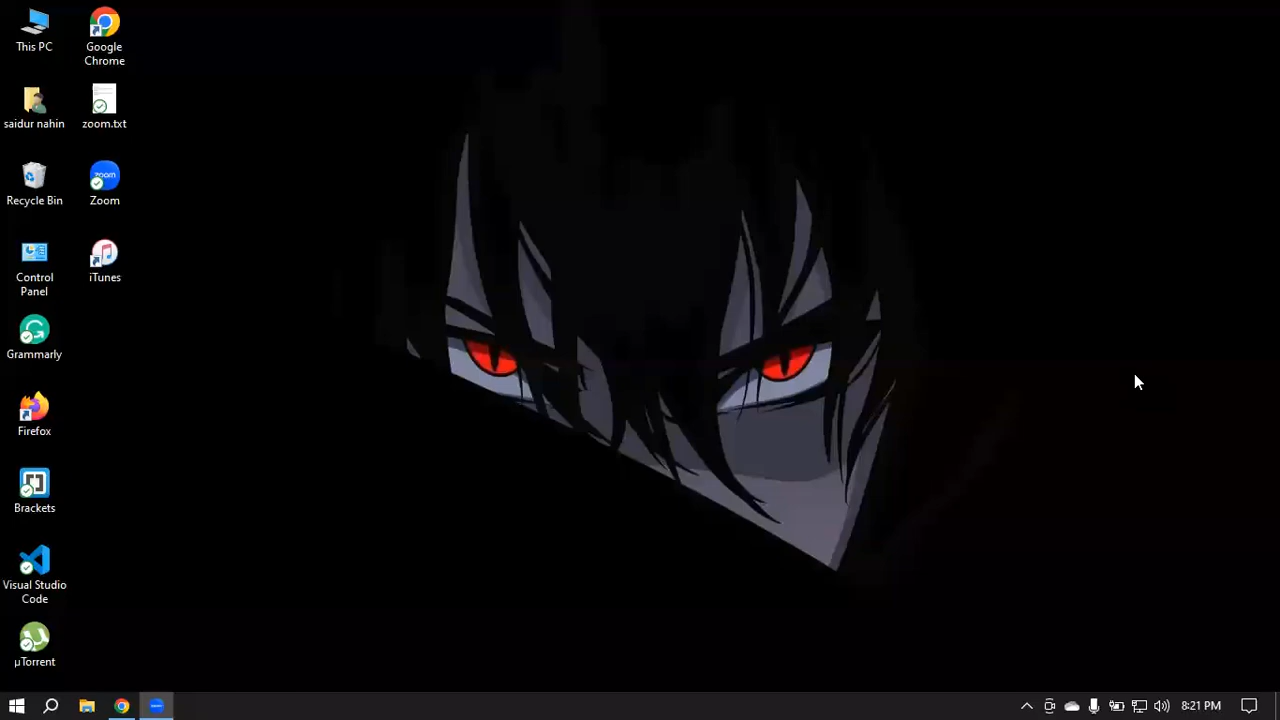 This PC
Google
Chrome
saidur nahin
zoom.txt
Recycle Bin
zoom
Zoom
Control
Panel
iTunes
Grammarly
Firefox
Brackets
Visual Studio
Code
µTorrent
8:21 PM